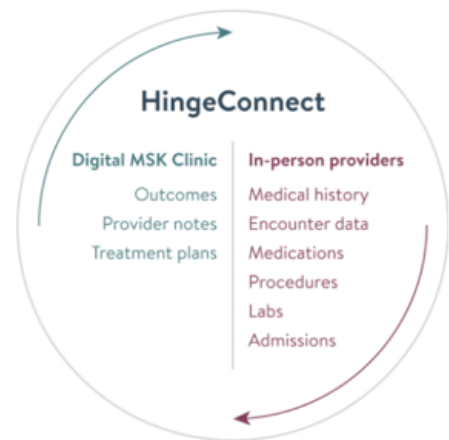 HingeConnect
Digital MSK Clinic
Outcomes
Provider notes
Treatment plans
In-person providers
Medical history
Encounter data
Medications
Procedures
Labs
Admissions